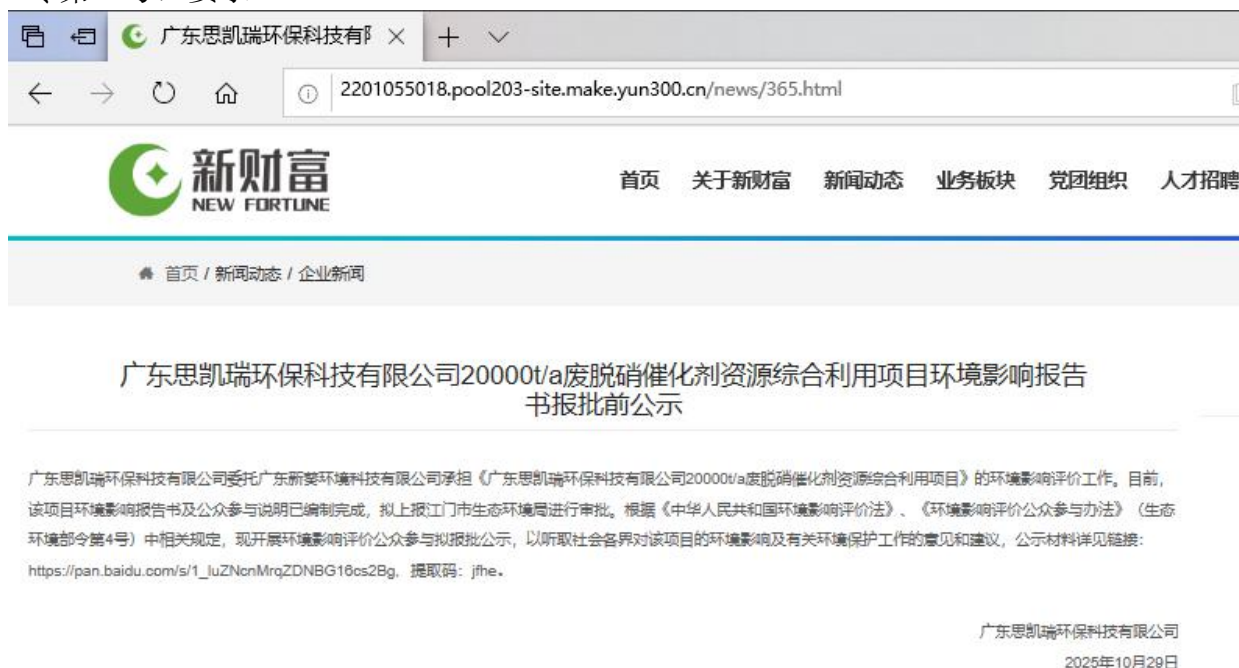 广东思凯瑞环保科技有
2201055018.pool203-site.make.yun300.cn/news/365.html
新财富
NEW FORTUNE
首页 关于新财富 新闻动态 业务板块 党团组织 人才招聘
首页 / 新闻动态 / 企业新闻
广东思凯瑞环保科技有限公司20000t/a废脱硝催化剂资源综合利用项目环境影响报告
书报批前公示
广东思凯瑞环保科技有限公司委托广东新葵环境科技有限公司承担《广东思凯瑞环保科技有限公司20000t/a废脱硝催化剂资源综合利用项目》的环境影响评价工作。目前，
该项目环境影响报告书及公众参与说明已编制完成，拟上报江门市生态环境局进行审批。根据《中华人民共和国环境影响评价法》、《环境影响评价公众参与办法》（生态
环境部令第4号）中相关规定，现开展环境影响评价公众参与拟报批公示，以听取社会各界对该项目的环境影响及有关环境保护工作的意见和建议，公示材料详见链接：
https://pan.baidu.com/s/1_luZNcnMrqZDNBG16cs2Bg，提取码：jfhe。
广东思凯瑞环保科技有限公司
2025年10月29日